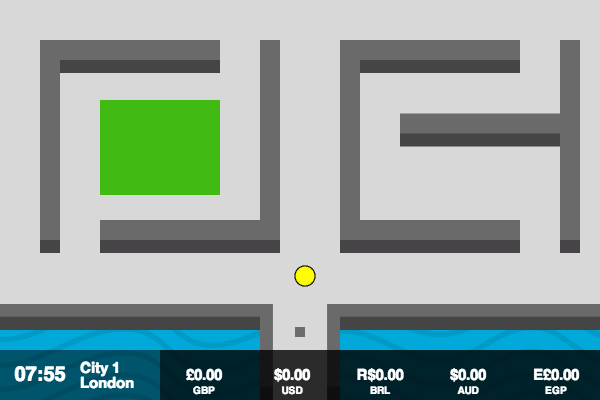 07:55
City 1
London
£0.00
GBP
$0.00
USD
R$0.00
BRL
$0.00
AUD
E£0.00
EGP